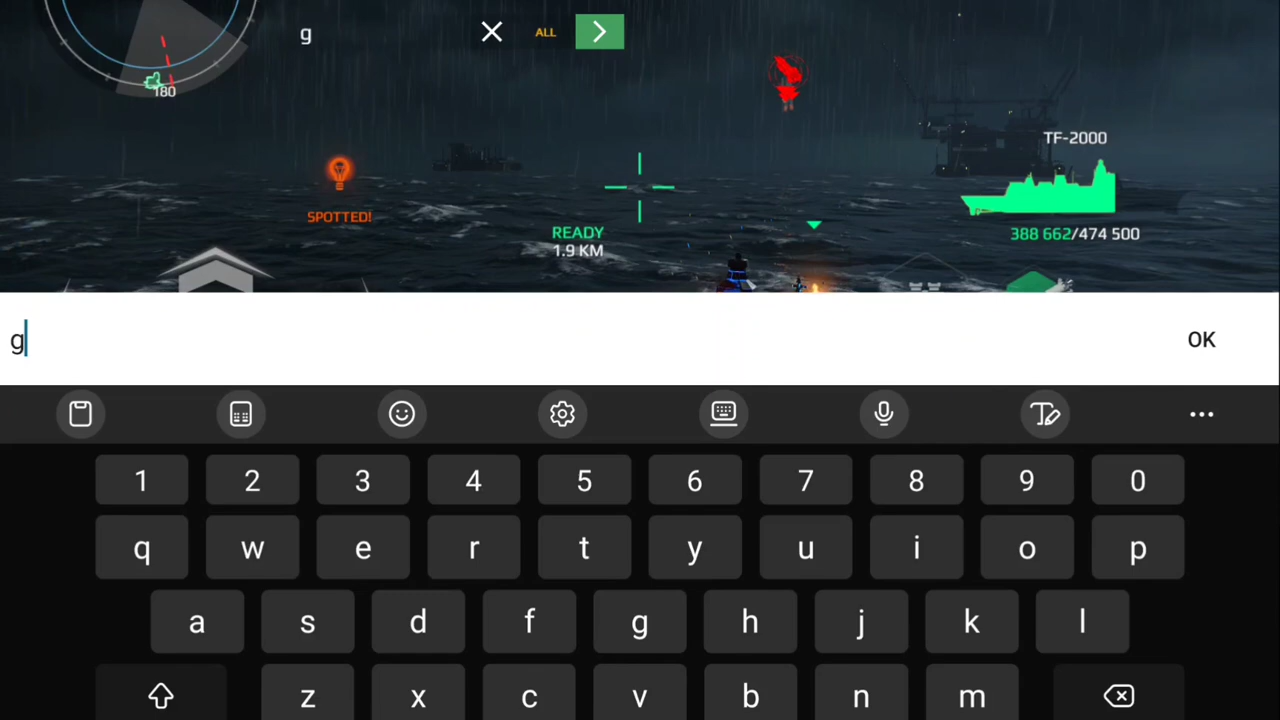 g
ALL
180
TF-2000
SPOTTED!
388 662/474 500
READY
1.9 KM
g
OK
1 2 3 4 5 6 7 8 9 0
q w e r t y u i o p
a s d f g h j k l
z x c v b n m